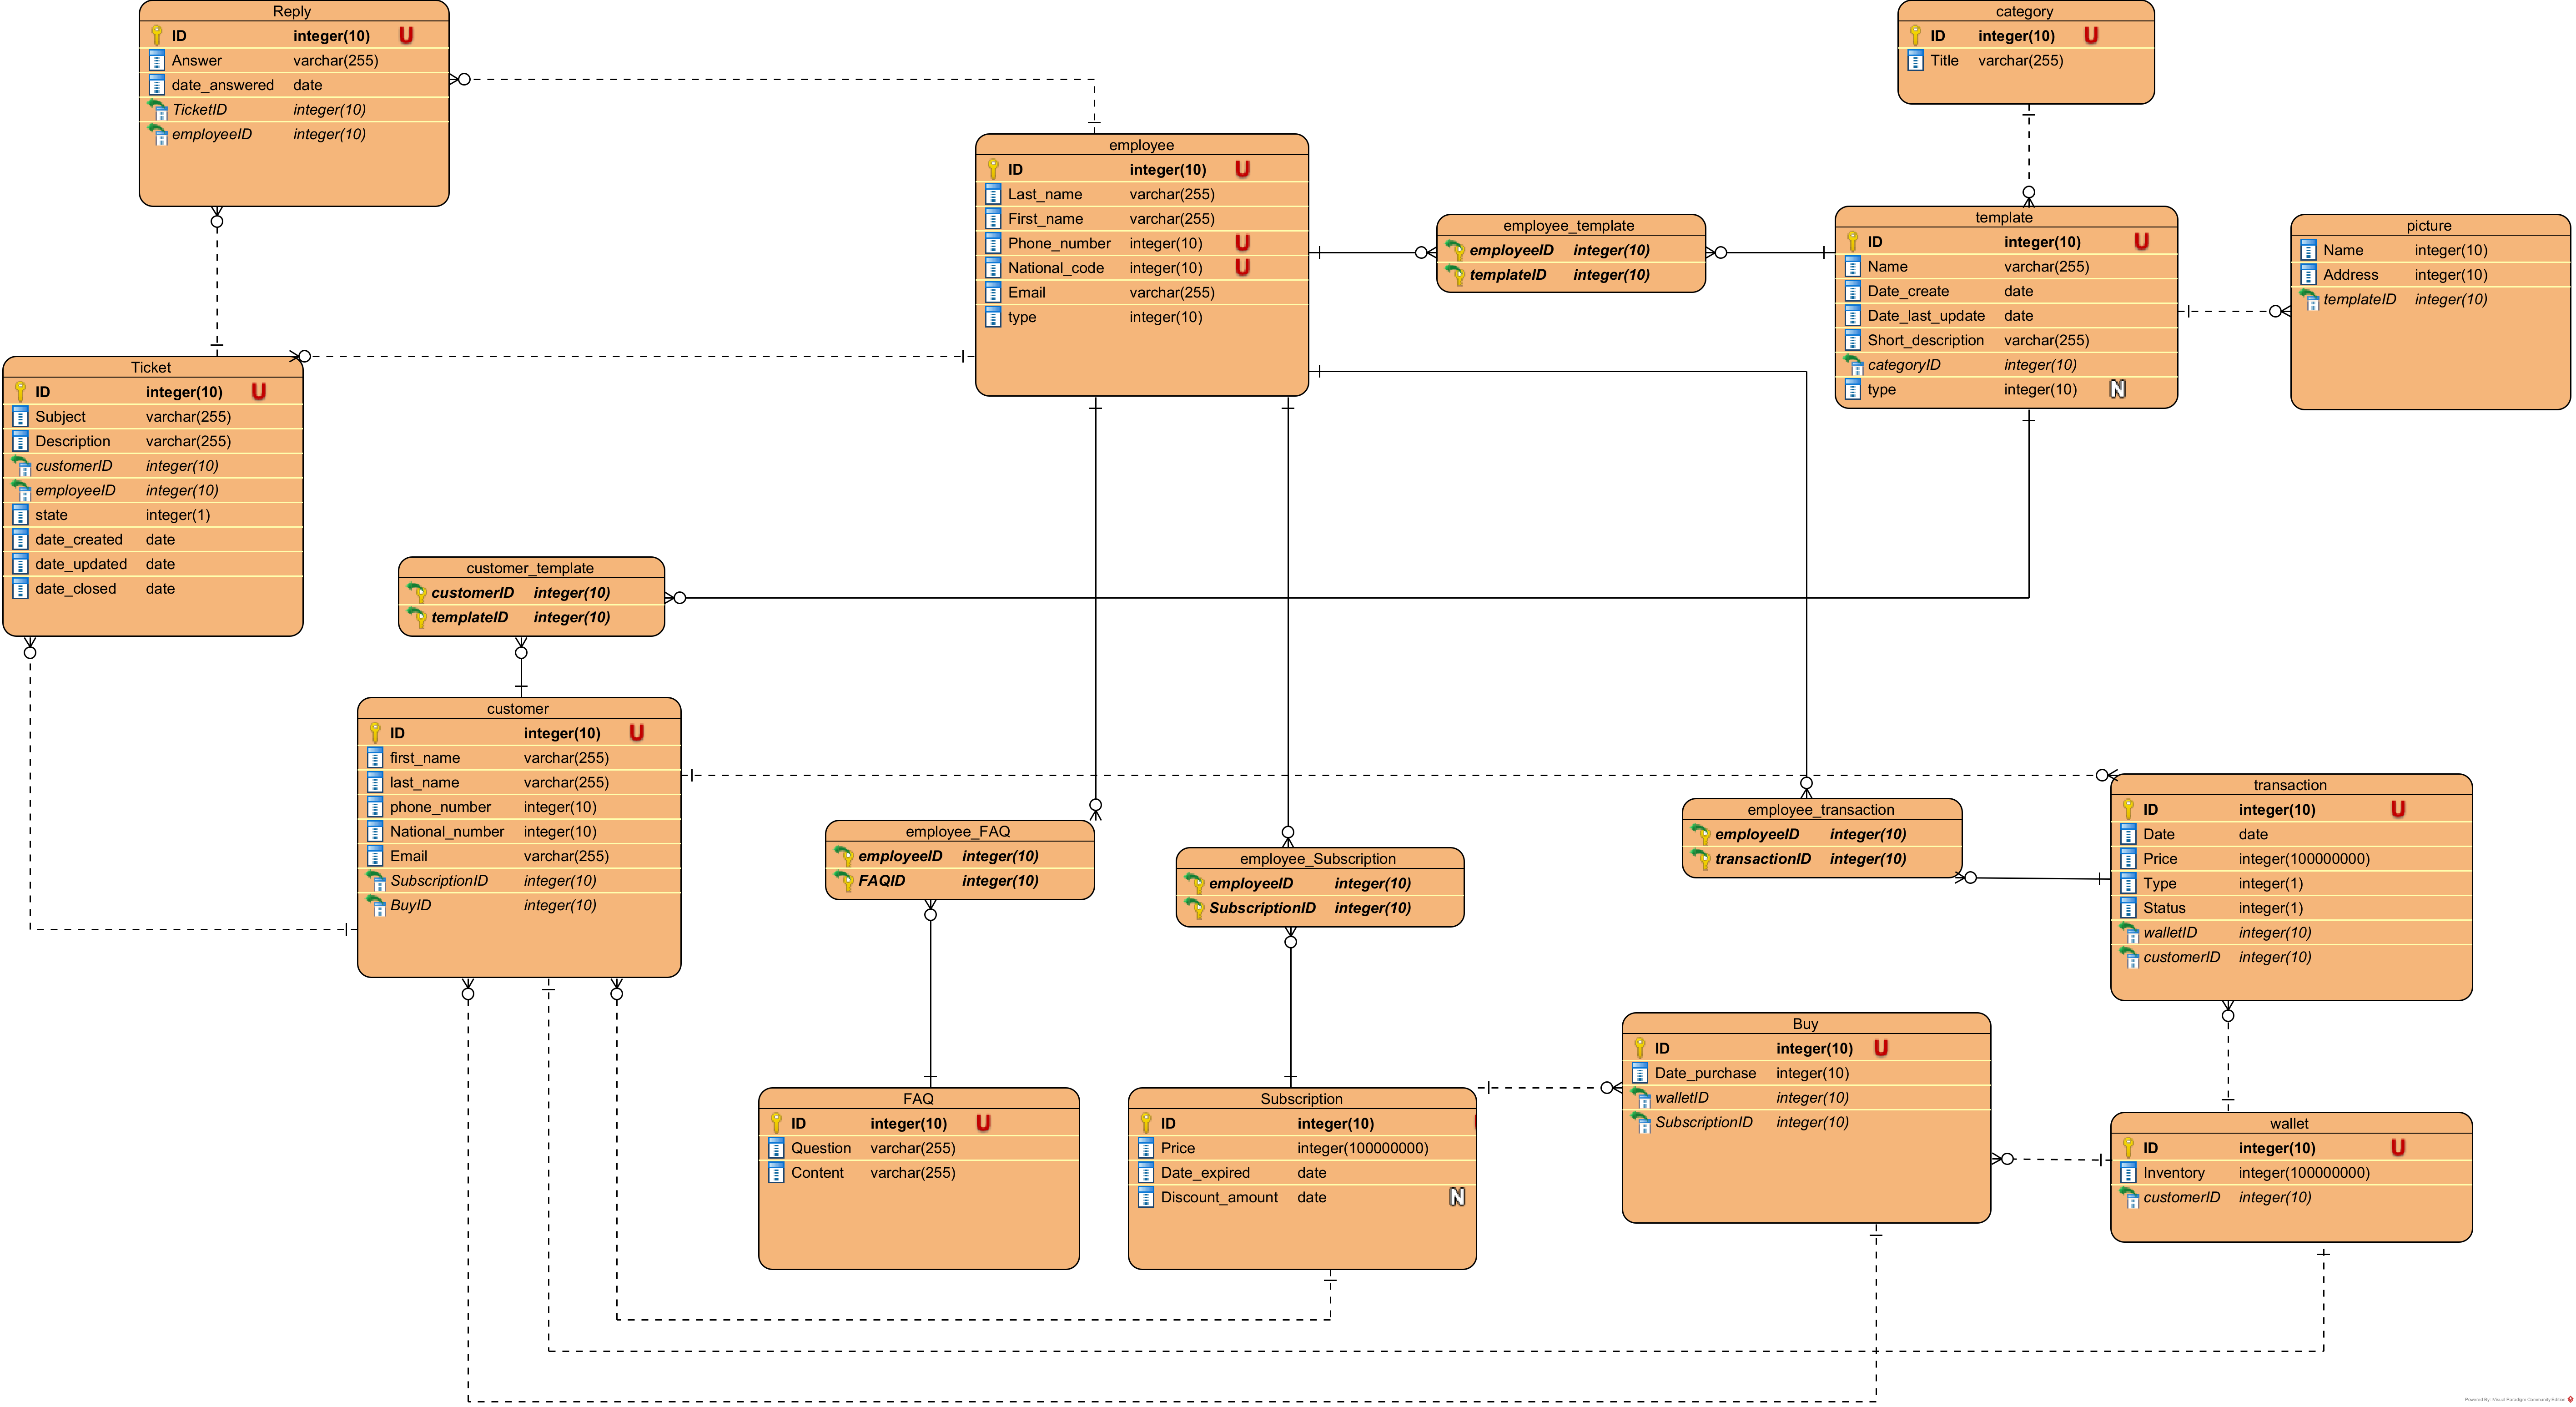 Reply
ID integer(10) U
Answer varchar(255)
date_answered date
TicketID integer(10)
employeeID integer(10)
category
ID integer(10) U
Title varchar(255)
employee
ID integer(10) U
Last_name varchar(255)
First_name varchar(255)
Phone_number integer(10) U
National_code integer(10) U
Email varchar(255)
type integer(10)
employee_template
employeeID integer(10)
templateID integer(10)
template
ID integer(10) U
Name varchar(255)
Date_create date
Date_last_update date
Short_description varchar(255)
categoryID integer(10)
type integer(10) N
picture
Name integer(10)
Address integer(10)
templateID integer(10)
Ticket
ID integer(10) U
Subject varchar(255)
Description varchar(255)
customerID integer(10)
employeeID integer(10)
state integer(1)
date_created date
date_updated date
date_closed date
customer_template
customerID integer(10)
templateID integer(10)
customer
ID integer(10) U
first_name varchar(255)
last_name varchar(255)
phone_number integer(10)
National_number integer(10)
Email varchar(255)
SubscriptionID integer(10)
BuyID integer(10)
employee_FAQ
employeeID integer(10)
FAQID integer(10)
employee_Subscription
employeeID integer(10)
SubscriptionID integer(10)
employee_transaction
employeeID integer(10)
transactionID integer(10)
transaction
ID integer(10) U
Date date
Price integer(100000000)
Type integer(1)
Status integer(1)
walletID integer(10)
customerID integer(10)
FAQ
ID integer(10) U
Question varchar(255)
Content varchar(255)
Subscription
ID integer(10)
Price integer(100000000)
Date_expired date
Discount_amount date N
Buy
ID integer(10) U
Date_purchase integer(10)
walletID integer(10)
SubscriptionID integer(10)
wallet
ID integer(10) U
Inventory integer(100000000)
customerID integer(10)
Powered By: Visual Paradigm Community Edition